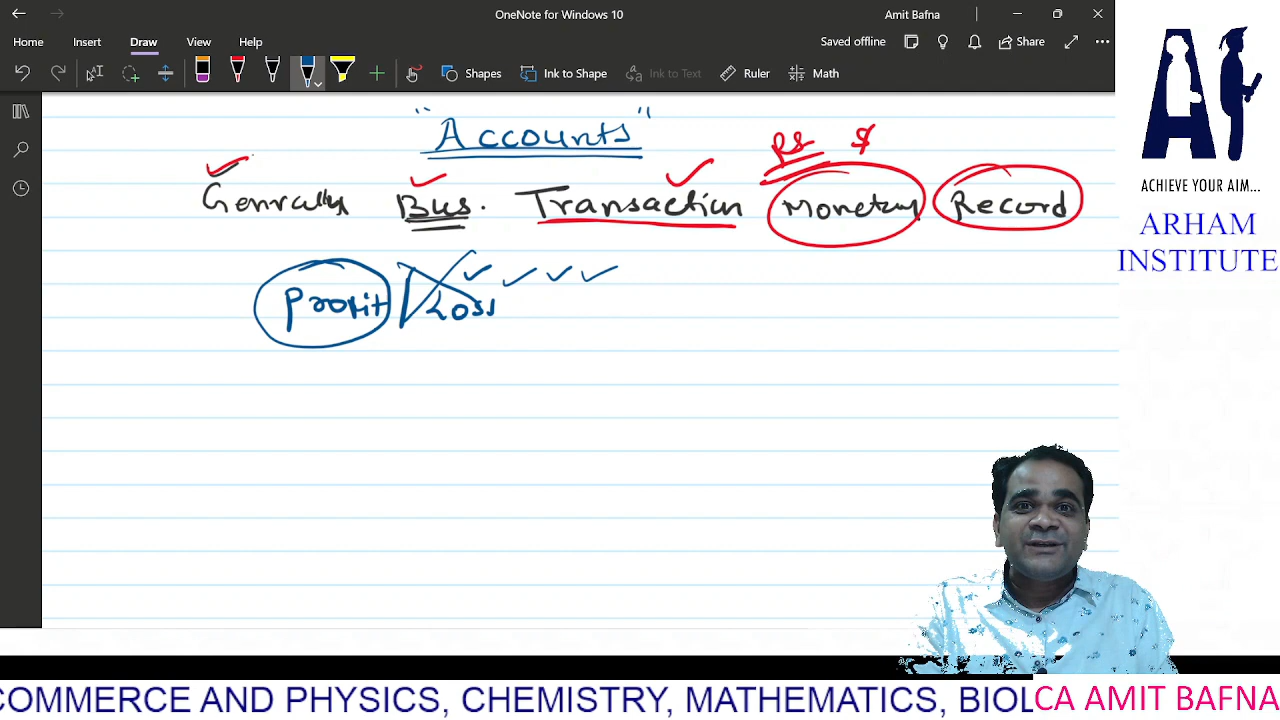 OneNote for Windows 10
Amit Bafna
Home Insert Draw View Help
Saved offline
Share
Shapes
Ink to Shape
Ink to Text
Ruler
Math
"Accounts"
Rs $
Generally Bus. Transaction Monetary Record
Profit Loss
ACHIEVE YOUR AIM...
ARHAM
INSTITUTE
COMMERCE AND PHYSICS, CHEMISTRY, MATHEMATICS, BIOL
CA AMIT BAFNA